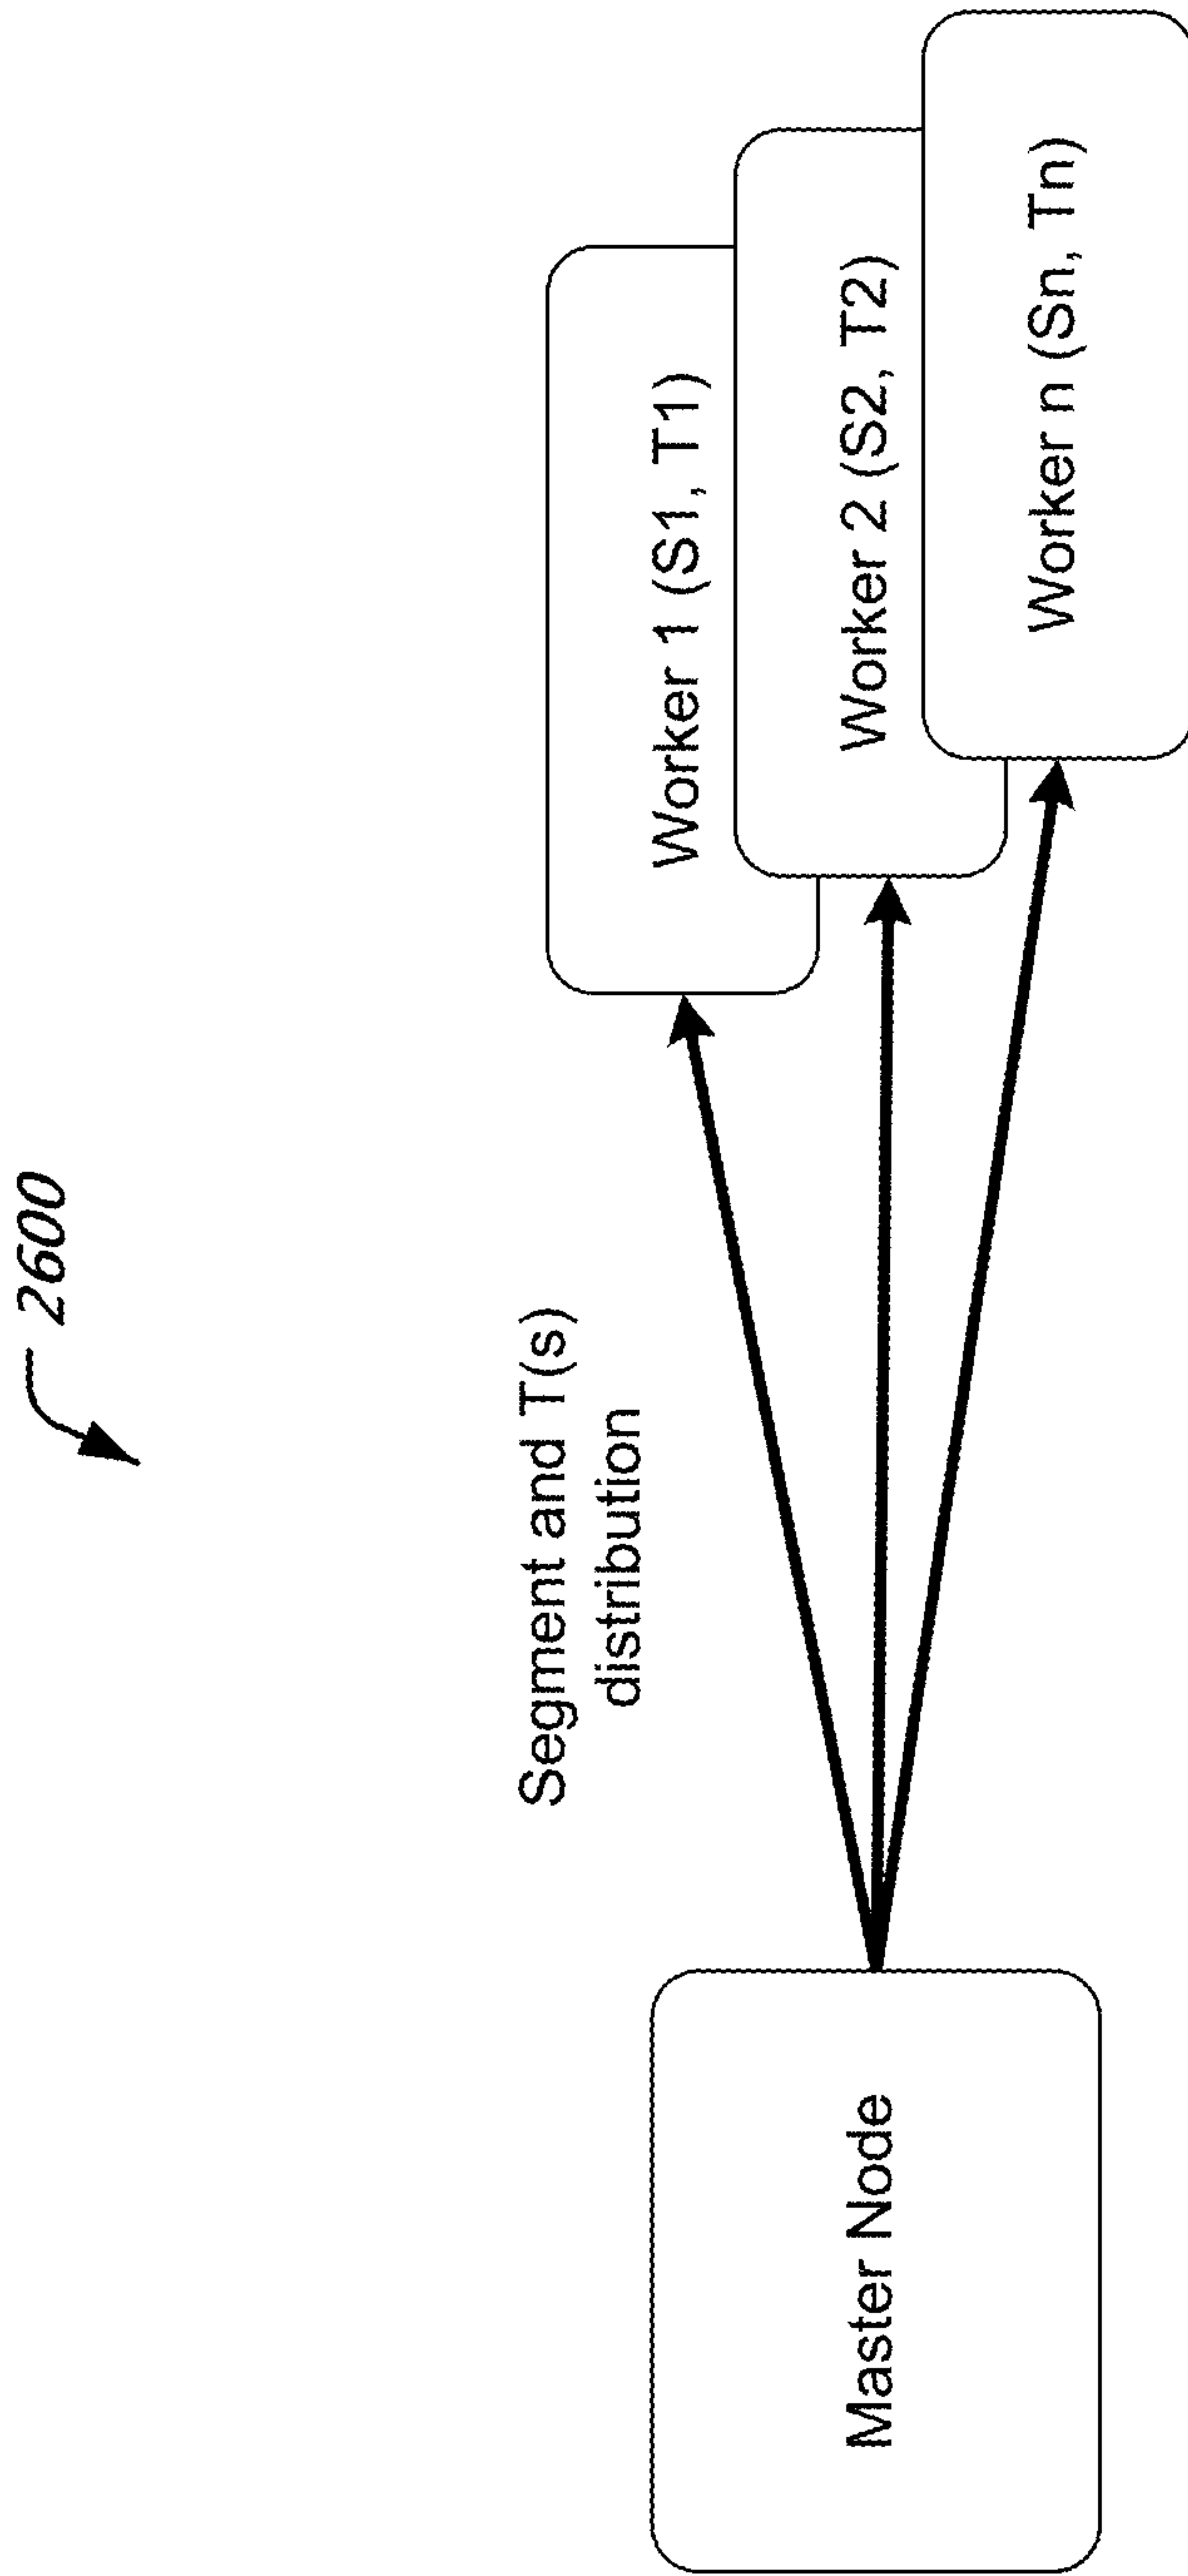 2600
Segment and T(s)
distribution
Master Node
Worker 1 (S1, T1)
Worker 2 (S2, T2)
Worker n (Sn, Tn)